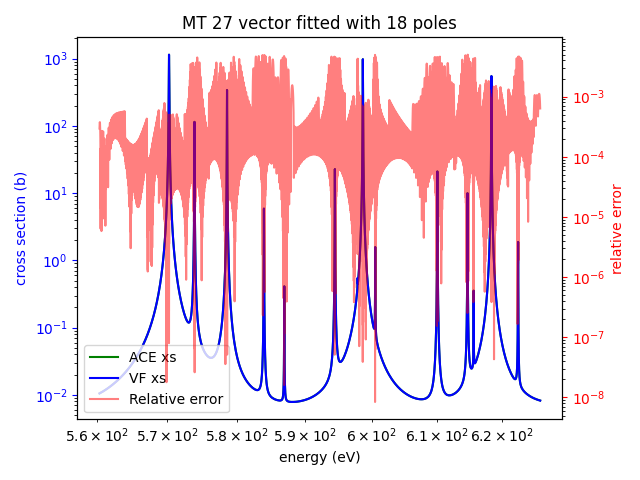 MT 27 vector fitted with 18 poles
10³
10²
10¹
10⁰
10⁻¹
10⁻²
cross section (b)
10⁻³
10⁻⁴
10⁻⁵
10⁻⁶
10⁻⁷
10⁻⁸
relative error
ACE xs
VF xs
Relative error
5.6 × 10² 5.7 × 10² 5.8 × 10² 5.9 × 10² 6 × 10² 6.1 × 10² 6.2 × 10²
energy (eV)